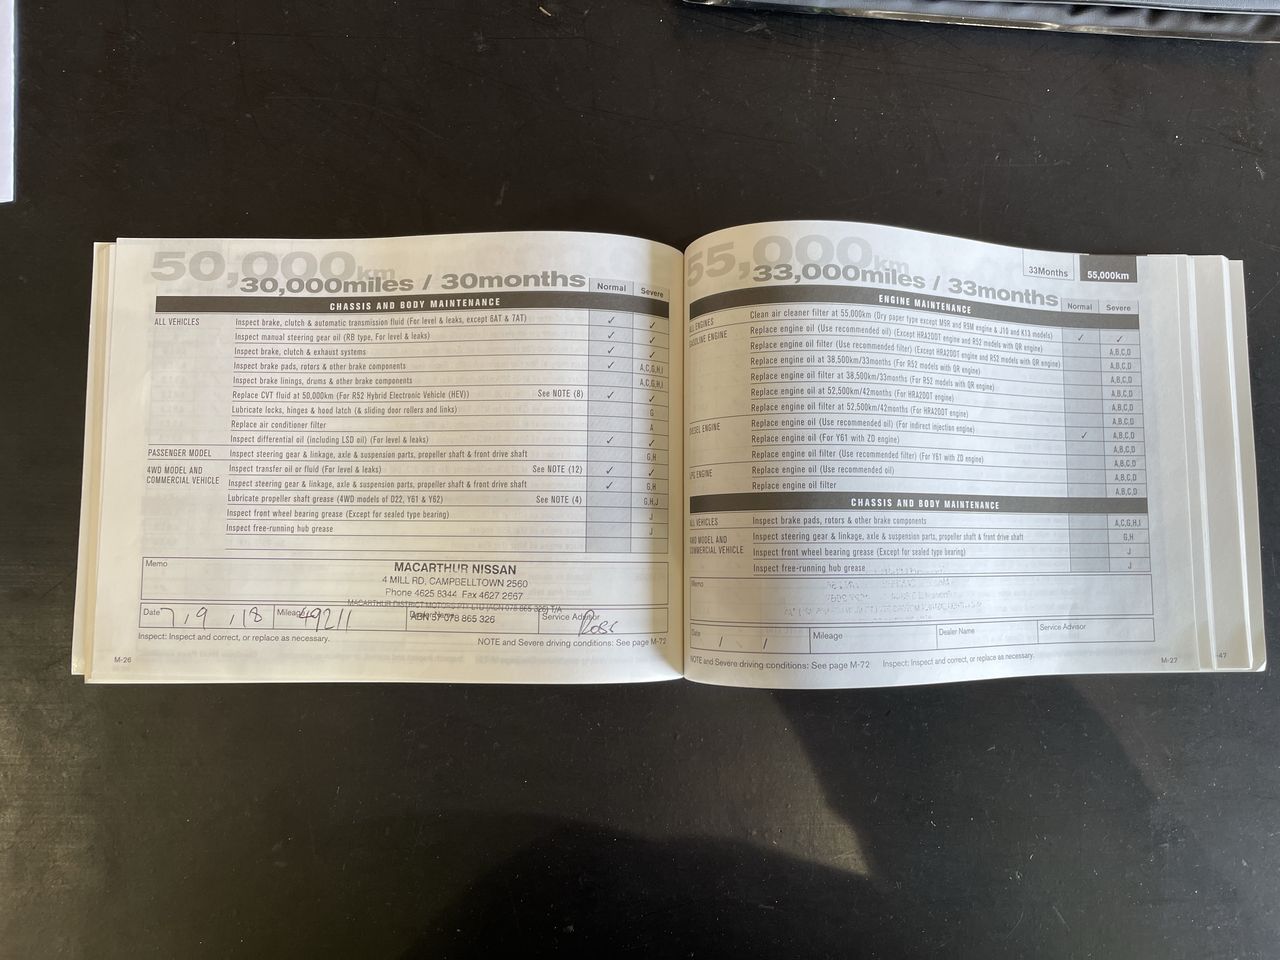 50,000km
30,000miles / 30months
Normal Severe
CHASSIS AND BODY MAINTENANCE
ALL VEHICLES Inspect brake, clutch & automatic transmission fluid (For level & leaks, except 6AT & 7AT) ✓ ✓
Inspect manual steering gear oil (RB type, For level & leaks) ✓ ✓
Inspect brake, clutch & exhaust systems ✓ ✓
Inspect brake pads, rotors & other brake components ✓ A,C,G,H,I
Inspect brake linings, drums & other brake components A,C,G,H,I
Replace CVT fluid at 50,000km (For R52 Hybrid Electronic Vehicle (HEV)) See NOTE (8) ✓ ✓
Lubricate locks, hinges & hood latch (& sliding door rollers and links) G
Replace air conditioner filter A
Inspect differential oil (including LSD oil) (For level & leaks) ✓ ✓
PASSENGER MODEL Inspect steering gear & linkage, axle & suspension parts, propeller shaft & front drive shaft G,H
4WD MODEL AND COMMERCIAL VEHICLE Inspect transfer oil or fluid (For level & leaks) See NOTE (12) ✓ ✓
Inspect steering gear & linkage, axle & suspension parts, propeller shaft & front drive shaft ✓ G,H
Lubricate propeller shaft grease (4WD models of D22, Y61 & Y62) See NOTE (4) G,H,J
Inspect front wheel bearing grease (Except for sealed type bearing) J
Inspect free-running hub grease J
Memo
MACARTHUR NISSAN
4 MILL RD, CAMPBELLTOWN 2560
Phone 4625 8344 Fax 4627 2667
MACARTHUR DISTRICT MOTORS PTY LTD (ACN 078 865 326) T/A
ABN 57 078 865 326
Date 7/9/18 Mileage 49211 Dealer Name Service Advisor Ross
Inspect: Inspect and correct, or replace as necessary. NOTE and Severe driving conditions: See page M-72
M-26
55,000km
33,000miles / 33months
33Months 55,000km
Normal Severe
ENGINE MAINTENANCE
ALL ENGINES Clean air cleaner filter at 55,000km (Dry paper type except M9R and R9M engine & J10 and K13 models)
GASOLINE ENGINE Replace engine oil (Use recommended oil) (Except HRA2DDT engine and R52 models with QR engine) ✓ ✓
Replace engine oil filter (Use recommended filter) (Except HRA2DDT engine and R52 models with QR engine) A,B,C,D
Replace engine oil at 38,500km/33months (For R52 models with QR engine) A,B,C,D
Replace engine oil filter at 38,500km/33months (For R52 models with QR engine) A,B,C,D
Replace engine oil at 52,500km/42months (For HRA2DDT engine) A,B,C,D
Replace engine oil filter at 52,500km/42months (For HRA2DDT engine) A,B,C,D
DIESEL ENGINE Replace engine oil (Use recommended oil) (For indirect injection engine) A,B,C,D
Replace engine oil (For Y61 with ZD engine) ✓ A,B,C,D
Replace engine oil filter (Use recommended filter) (For Y61 with ZD engine) A,B,C,D
LPG ENGINE Replace engine oil (Use recommended oil) A,B,C,D
Replace engine oil filter A,B,C,D
CHASSIS AND BODY MAINTENANCE
ALL VEHICLES Inspect brake pads, rotors & other brake components A,C,G,H,I
4WD MODEL AND COMMERCIAL VEHICLE Inspect steering gear & linkage, axle & suspension parts, propeller shaft & front drive shaft G,H
Inspect front wheel bearing grease (Except for sealed type bearing) J
Inspect free-running hub grease J
Memo
Date / / Mileage Dealer Name Service Advisor
NOTE and Severe driving conditions: See page M-72 Inspect: Inspect and correct, or replace as necessary.
M-27
-47